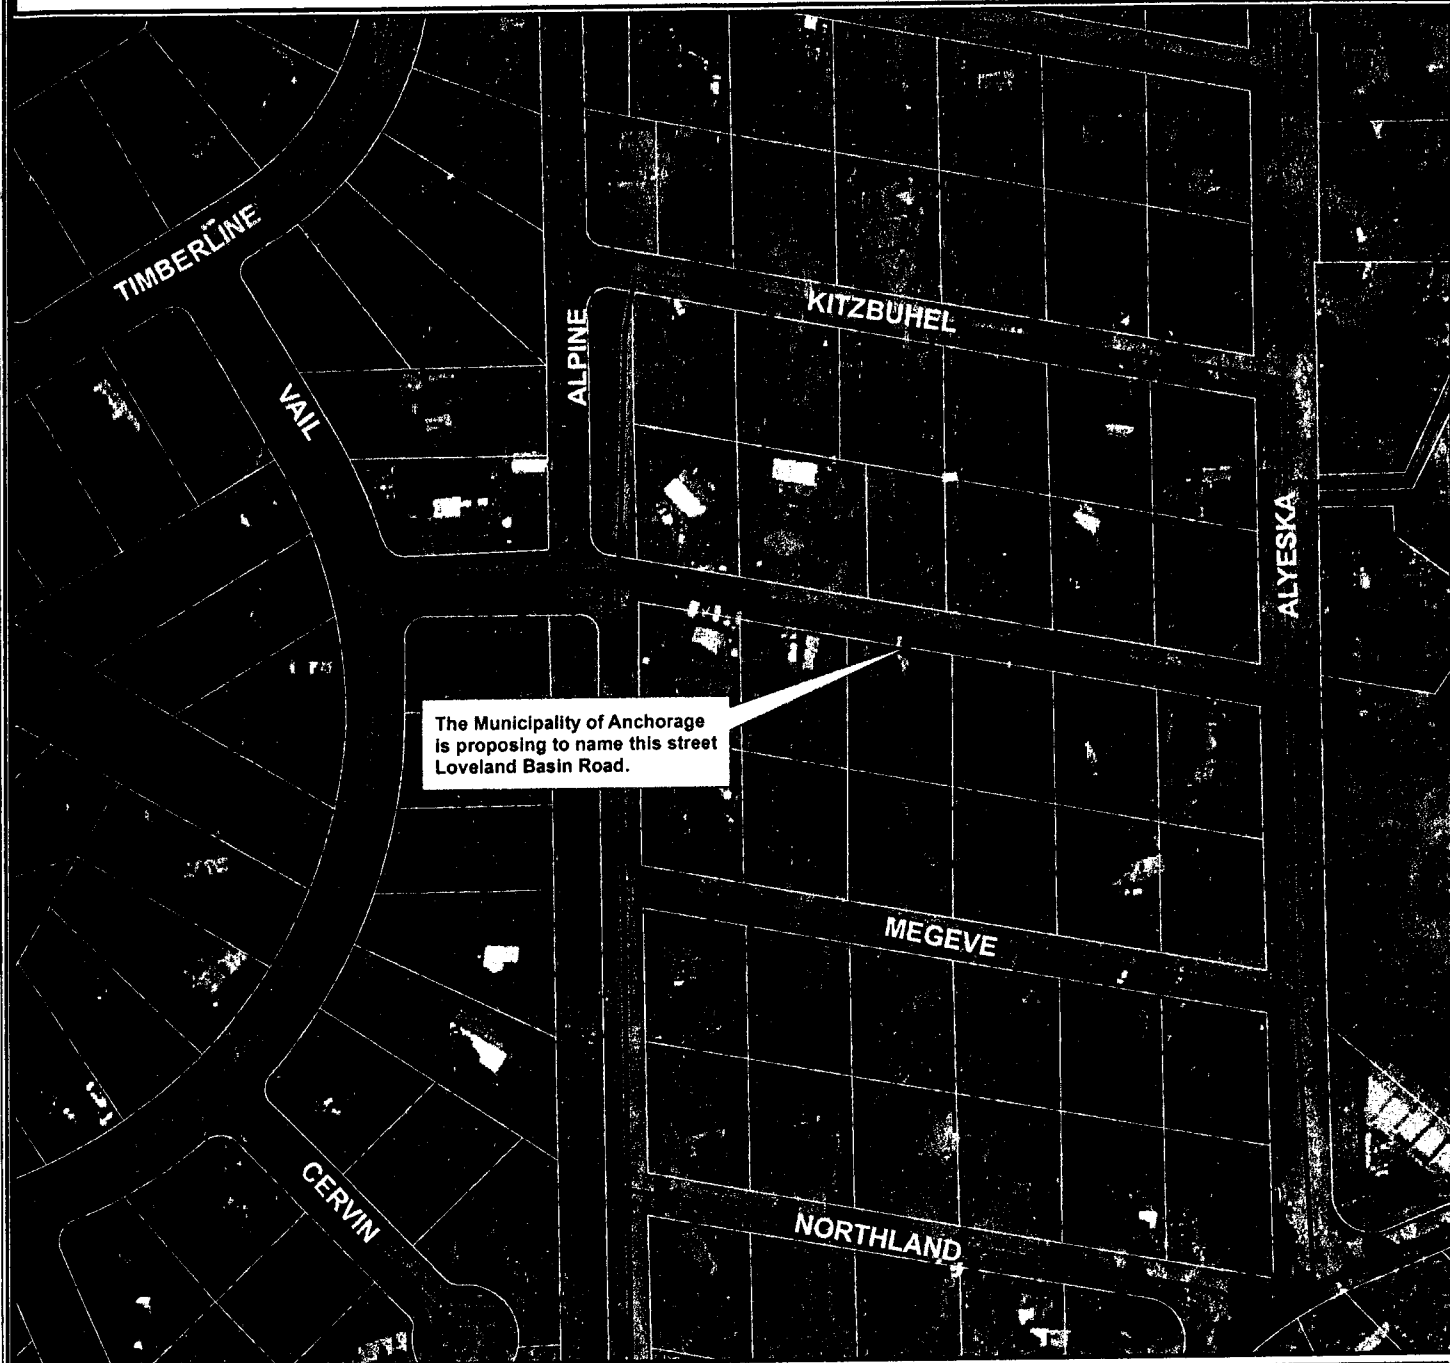 TIMBERLINE
KITZBUHEL
ALPINE
VAIL
ALYESKA
The Municipality of Anchorage
is proposing to name this street
Loveland Basin Road.
MEGEVE
CERVIN
NORTHLAND